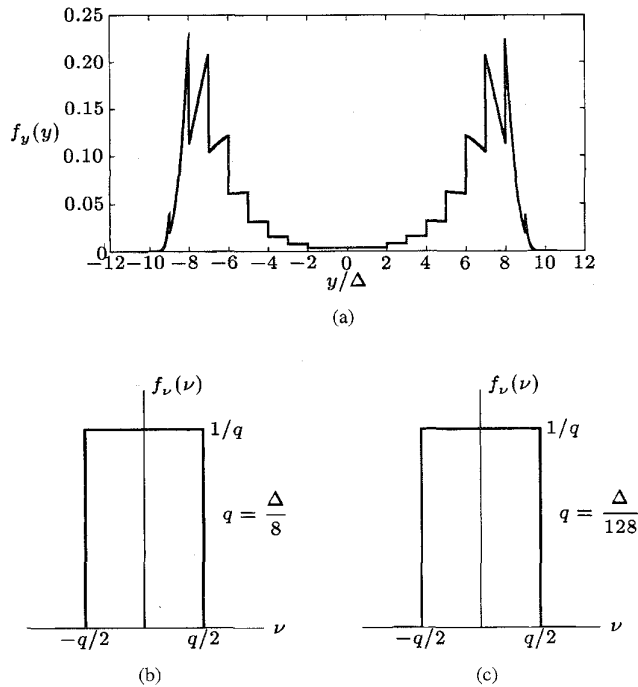 0.25
0.20
0.15
f_y(y)
0.10
0.05
0
−12 −10 −8 −6 −4 −2 0 2 4 6 8 10 12
y/Δ
(a)
f_ν(ν)
1/q
q = Δ/8
−q/2 q/2 ν
(b)
f_ν(ν)
1/q
q = Δ/128
−q/2 q/2 ν
(c)